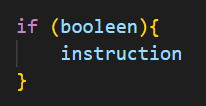 if (booleen){
    instruction
}